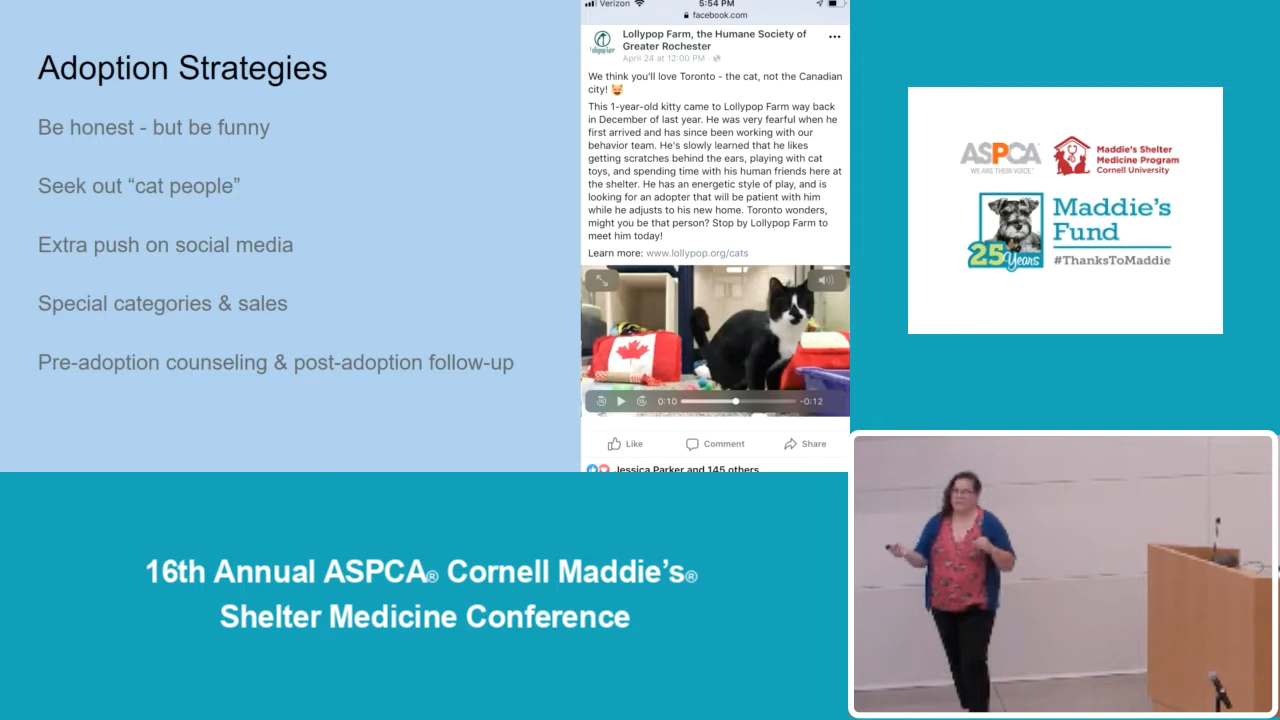 Adoption Strategies
Be honest - but be funny
Seek out “cat people”
Extra push on social media
Special categories & sales
Pre-adoption counseling & post-adoption follow-up
Verizon
5:54 PM
facebook.com
Lollypop Farm, the Humane Society of
Greater Rochester
April 24 at 12:00 PM
We think you'll love Toronto - the cat, not the Canadian
city!
This 1-year-old kitty came to Lollypop Farm way back
in December of last year. He was very fearful when he
first arrived and has since been working with our
behavior team. He's slowly learned that he likes
getting scratches behind the ears, playing with cat
toys, and spending time with his human friends here at
the shelter. He has an energetic style of play, and is
looking for an adopter that will be patient with him
while he adjusts to his new home. Toronto wonders,
might you be that person? Stop by Lollypop Farm to
meet him today!
Learn more: www.lollypop.org/cats
0:10
-0:12
Like
Comment
Share
Jessica Parker and 145 others
ASPCA
WE ARE THEIR VOICE.
Maddie's Shelter
Medicine Program
Cornell University
25 Years
Maddie's
Fund
#ThanksToMaddie
16th Annual ASPCA® Cornell Maddie’s®
Shelter Medicine Conference